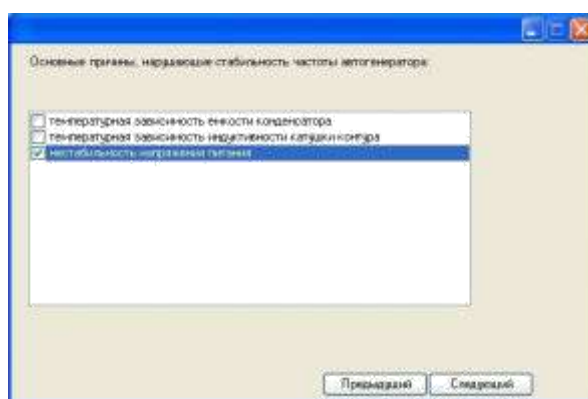 Основные причины, нарушающие стабильность частоты автогенератора:
температурная зависимость емкости конденсатора
температурная зависимость индуктивности катушки контура
нестабильность напряжения питания
Предыдущий
Следующий